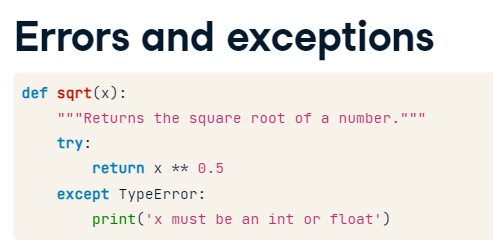 Errors and exceptions
def sqrt(x):
    """Returns the square root of a number."""
    try:
        return x ** 0.5
    except TypeError:
        print('x must be an int or float')